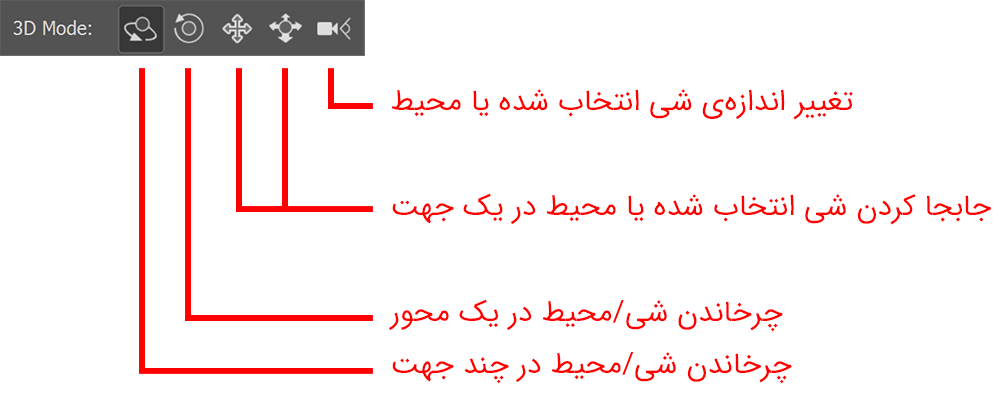 3D Mode:
تغییر اندازه‌ی شی انتخاب شده یا محیط
جابجا کردن شی انتخاب شده یا محیط در یک جهت
چرخاندن شی/محیط در یک محور
چرخاندن شی/محیط در چند جهت